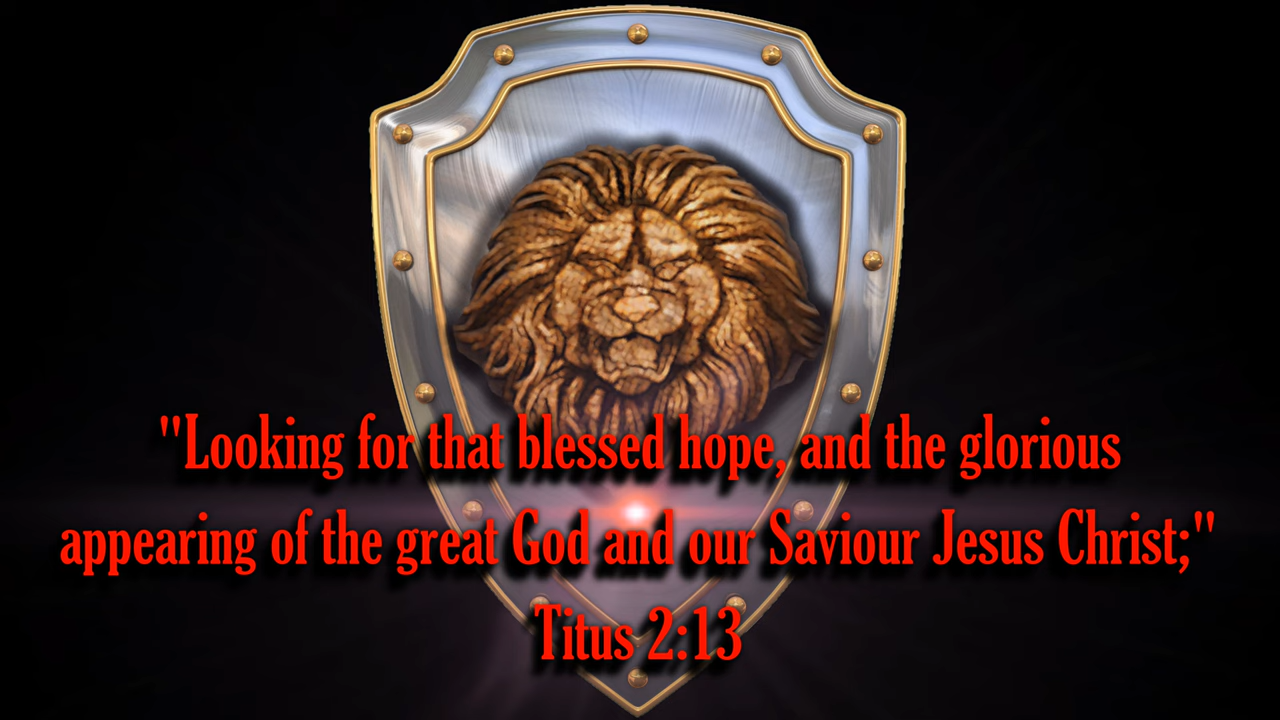 "Looking for that blessed hope, and the glorious
appearing of the great God and our Saviour Jesus Christ;"
Titus 2:13